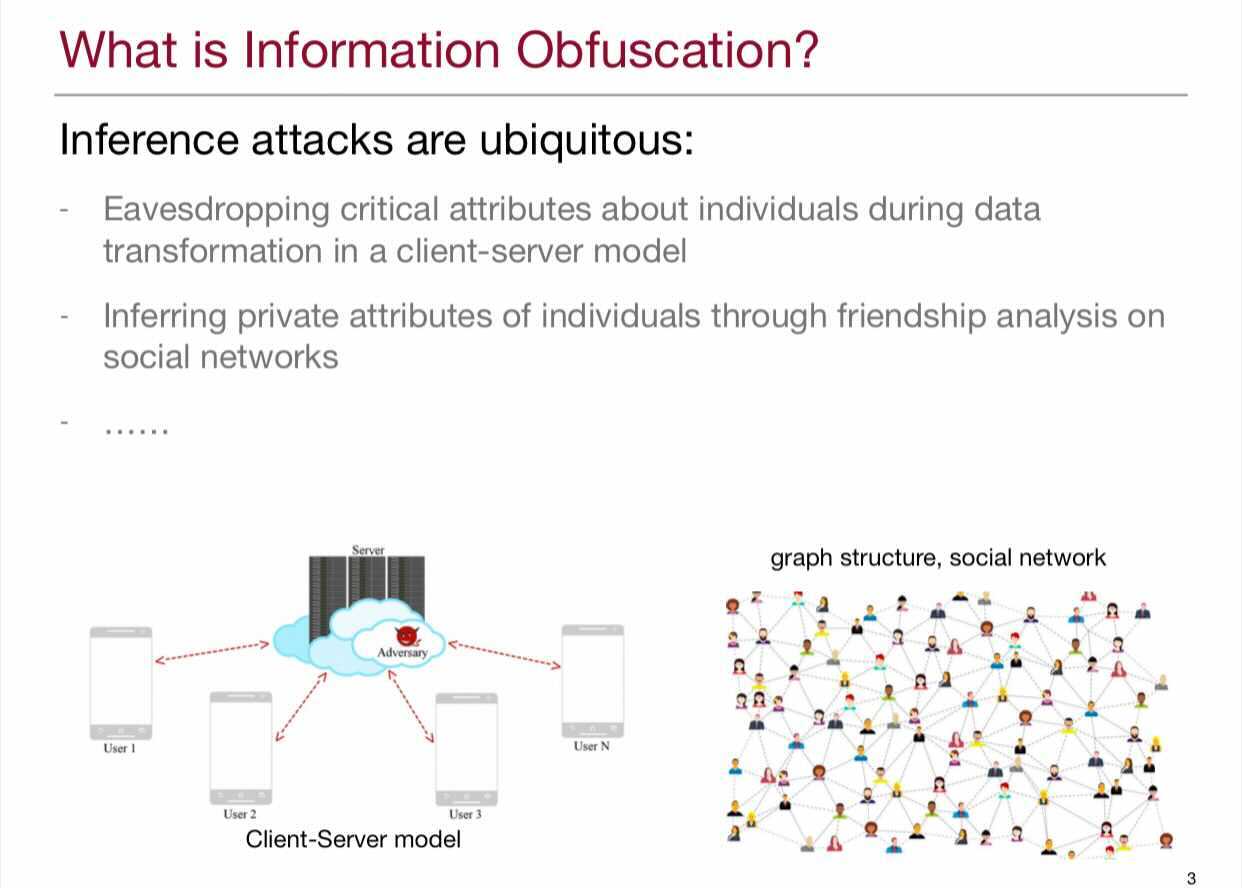 What is Information Obfuscation?
Inference attacks are ubiquitous:
- Eavesdropping critical attributes about individuals during data
transformation in a client-server model
- Inferring private attributes of individuals through friendship analysis on
social networks
- ......
Server
Adversary
User 1
User 2
User 3
User N
Client-Server model
graph structure, social network
3